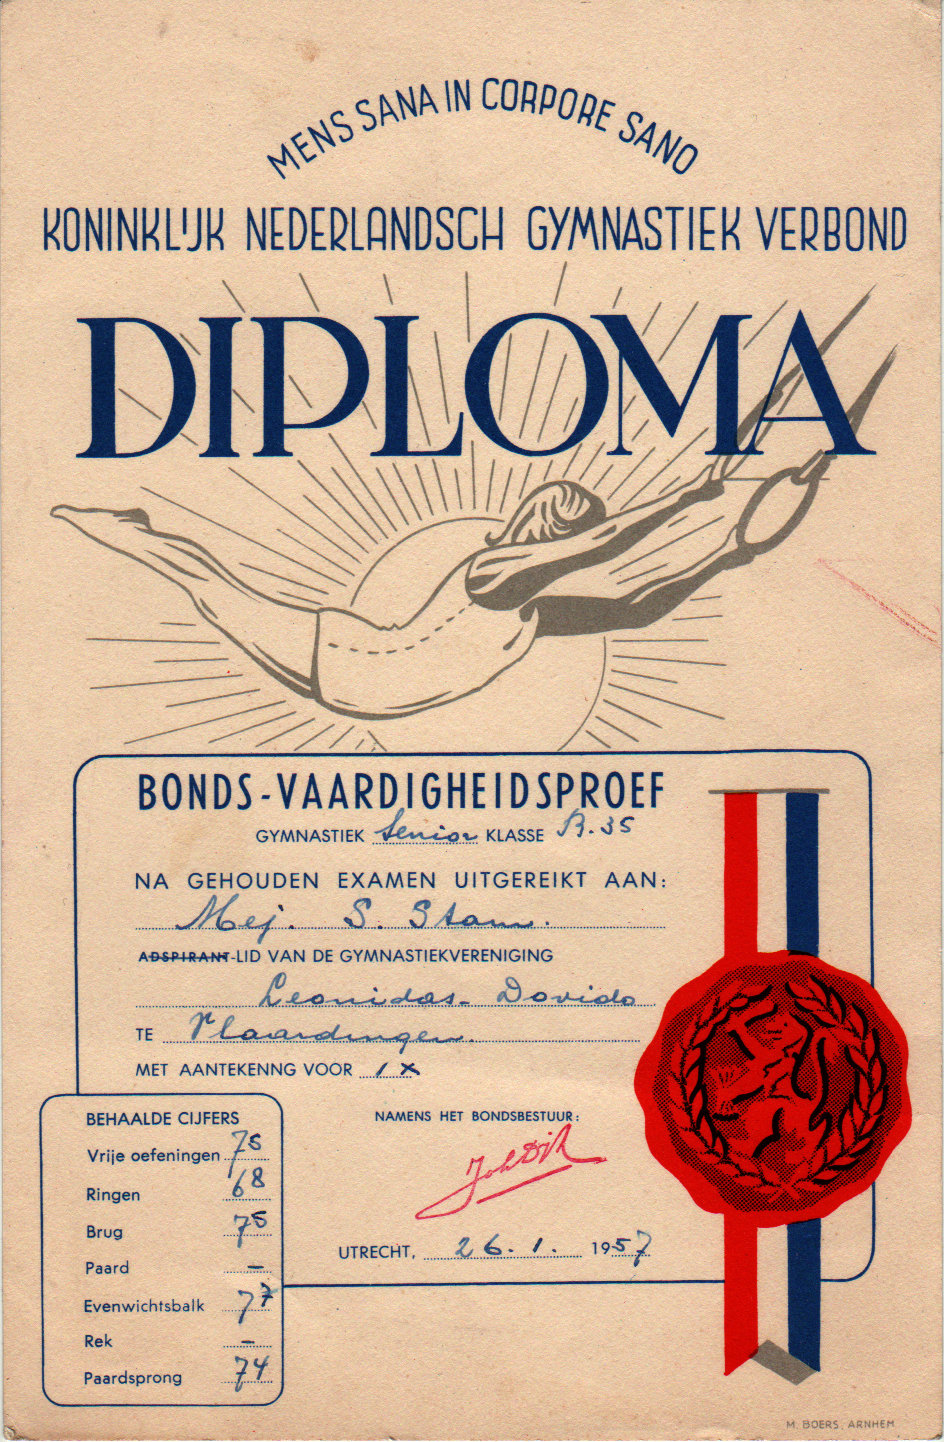 MENS SANA IN CORPORE SANO
KONINKLIJK NEDERLANDSCH GYMNASTIEK VERBOND
DIPLOMA
BONDS-VAARDIGHEIDSPROEF
GYMNASTIEK Senior KLASSE B.35
NA GEHOUDEN EXAMEN UITGEREIKT AAN:
Mej. S. Stam.
ADSPIRANT-LID VAN DE GYMNASTIEKVERENIGING
Leonidas-Dovido
TE Vlaardingen.
MET AANTEKENNG VOOR 1 X
BEHAALDE CIJFERS
Vrije oefeningen 75
Ringen 68
Brug 75
Paard –
Evenwichtsbalk 77
Rek –
Paardsprong 74
NAMENS HET BONDSBESTUUR:
UTRECHT, 26.1. 1957
M. BOERS, ARNHEM